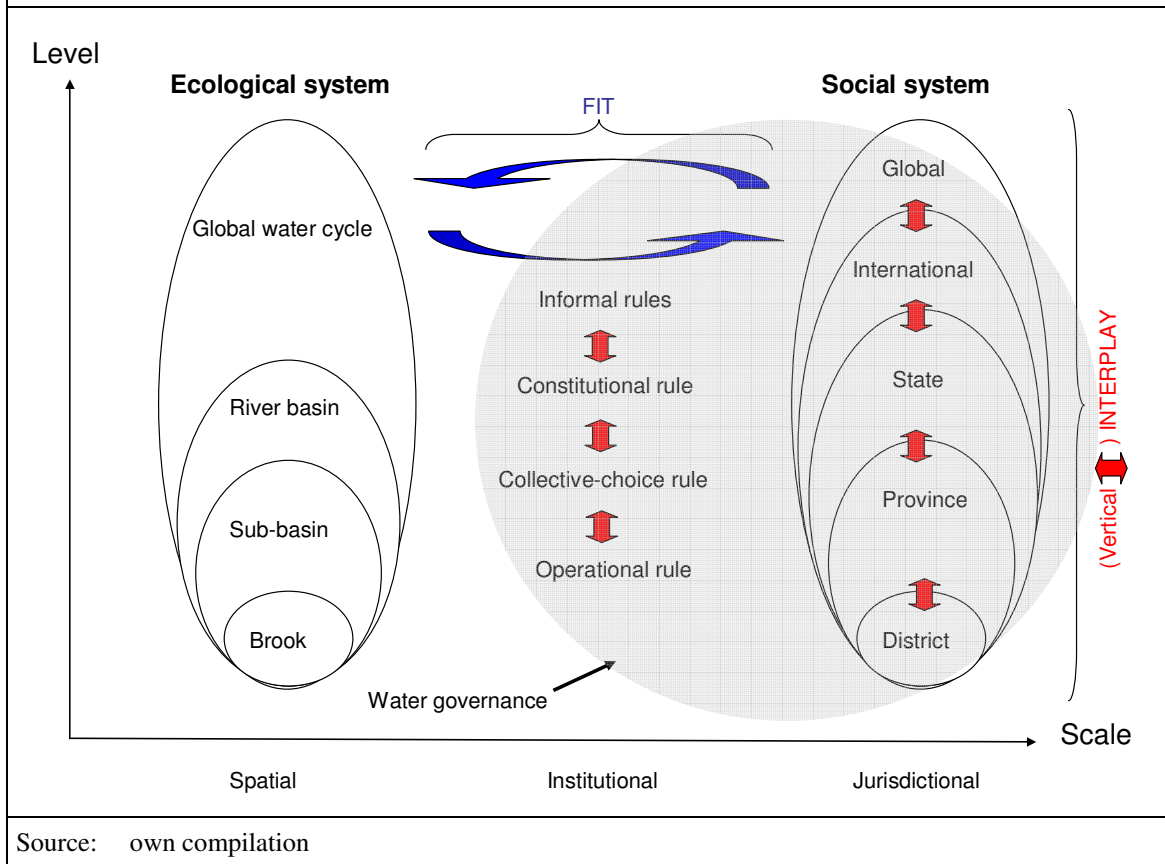 Level
Ecological system
Social system
FIT
Global
Global water cycle
International
Informal rules
Constitutional rule
State
River basin
Collective-choice rule
Province
Sub-basin
Operational rule
Brook
District
(Vertical ) INTERPLAY
Water governance
Scale
Spatial
Institutional
Jurisdictional
Source: own compilation